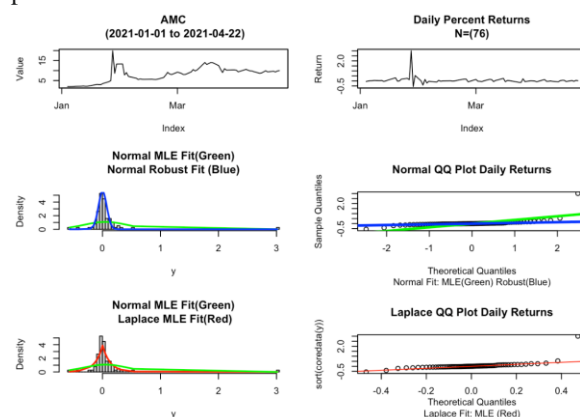 AMC
(2021-01-01 to 2021-04-22)
Value
5
15
Jan
Mar
Index
Daily Percent Returns
N=(76)
Return
-0.5
1.0
2.0
Jan
Mar
Index
Normal MLE Fit(Green)
Normal Robust Fit (Blue)
Density
0
2
4
0
1
2
3
y
Normal QQ Plot Daily Returns
Sample Quantiles
-0.5
1.0
2.0
-2
-1
0
1
2
Theoretical Quantiles
Normal Fit: MLE(Green) Robust(Blue)
Normal MLE Fit(Green)
Laplace MLE Fit(Red)
Density
0
2
4
0
1
2
3
y
Laplace QQ Plot Daily Returns
sort(coredata(y))
-0.5
1.0
2.0
-0.4
-0.2
0.0
0.2
0.4
Theoretical Quantiles
Laplace Fit: MLE (Red)